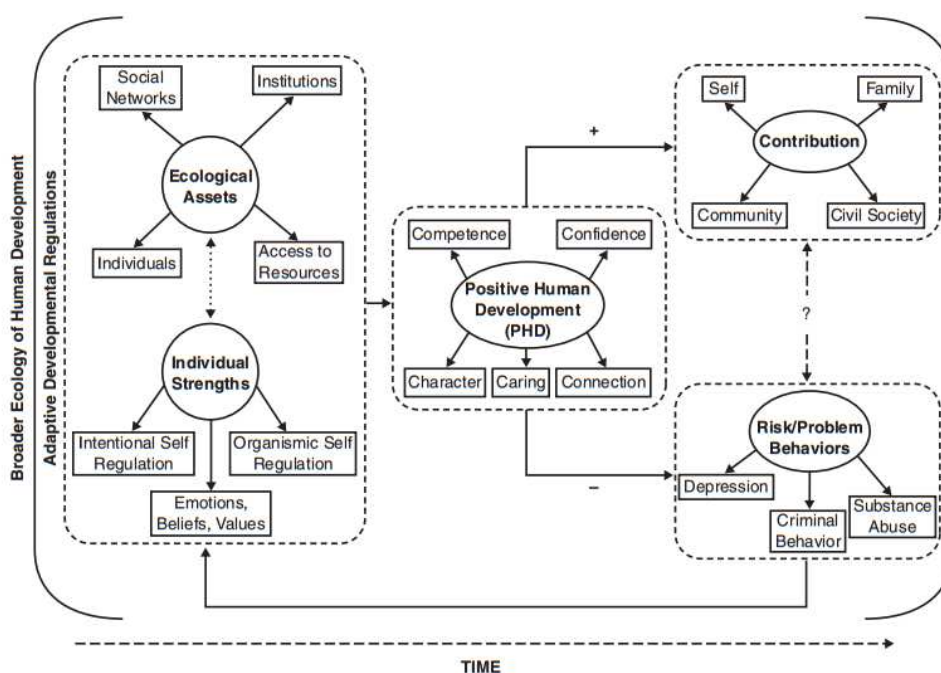 Broader Ecology of Human Development
Adaptive Developmental Regulations
Social
Networks
Institutions
Ecological
Assets
Individuals
Access to
Resources
Individual
Strengths
Intentional Self
Regulation
Organismic Self
Regulation
Emotions,
Beliefs, Values
Competence
Confidence
Positive Human
Development
(PHD)
Character
Caring
Connection
+
–
Self
Family
Contribution
Community
Civil Society
?
Risk/Problem
Behaviors
Depression
Criminal
Behavior
Substance
Abuse
TIME